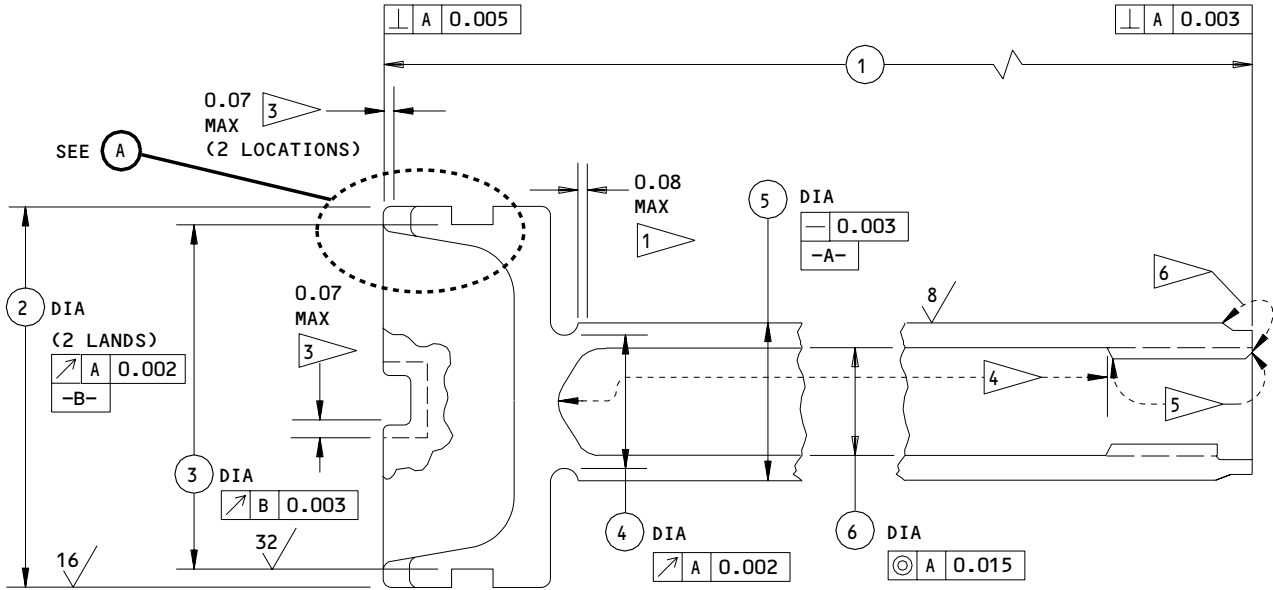 ⊥ A 0.005
⊥ A 0.003
1
0.07
MAX
(2 LOCATIONS)
3
SEE A
0.08
MAX
1
5 DIA
— 0.003
-A-
6
8
2 DIA
(2 LANDS)
↗ A 0.002
-B-
0.07
MAX
3
4
5
3 DIA
↗ B 0.003
4 DIA
↗ A 0.002
6 DIA
◎ A 0.015
16
32